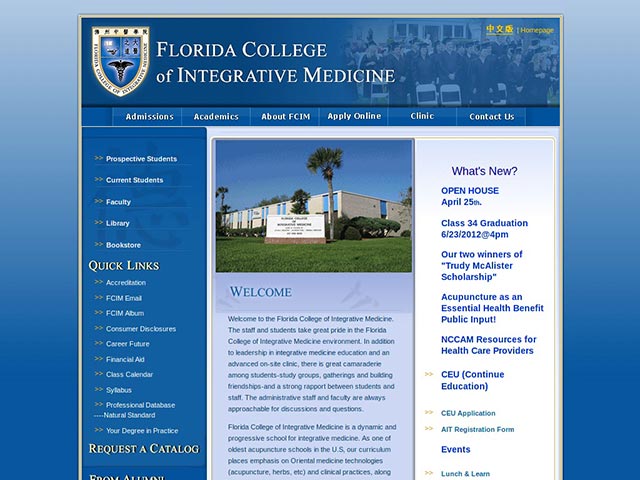 中文版 | Homepage
FLORIDA COLLEGE
of INTEGRATIVE MEDICINE
FLORIDA COLLEGE OF INTEGRATIVE MEDICINE
Admissions
Academics
About FCIM
Apply Online
Clinic
Contact Us
>> Prospective Students
>> Current Students
>> Faculty
>> Library
>> Bookstore
QUICK LINKS
>> Accreditation
>> FCIM Email
>> FCIM Album
>> Consumer Disclosures
>> Career Future
>> Financial Aid
>> Class Calendar
>> Syllabus
>> Professional Database
----Natural Standard
>> Your Degree in Practice
REQUEST A CATALOG
FROM ALUMNI
FLORIDA COLLEGE
OF
INTEGRATIVE MEDICINE
WELCOME
Welcome to the Florida College of Integrative Medicine.
The staff and students take great pride in the Florida
College of Integrative Medicine environment. In addition
to leadership in integrative medicine education and an
advanced on-site clinic, there is great camaraderie
among students-study groups, gatherings and building
friendships-and a strong rapport between students and
staff. The administrative staff and faculty are always
approachable for discussions and questions.
Florida College of Integrative Medicine is a dynamic and
progressive school for integrative medicine. As one of
oldest acupuncture schools in the U.S, our curriculum
places emphasis on Oriental medicine technologies
(acupuncture, herbs, etc) and clinical practices, along
What's New?
OPEN HOUSE
April 25th.
Class 34 Graduation
6/23/2012@4pm
Our two winners of
"Trudy McAlister
Scholarship"
Acupuncture as an
Essential Health Benefit
Public Input!
NCCAM Resources for
Health Care Providers
>> CEU (Continue
Education)
>> CEU Application
>> AIT Registration Form
Events
>> Lunch & Learn